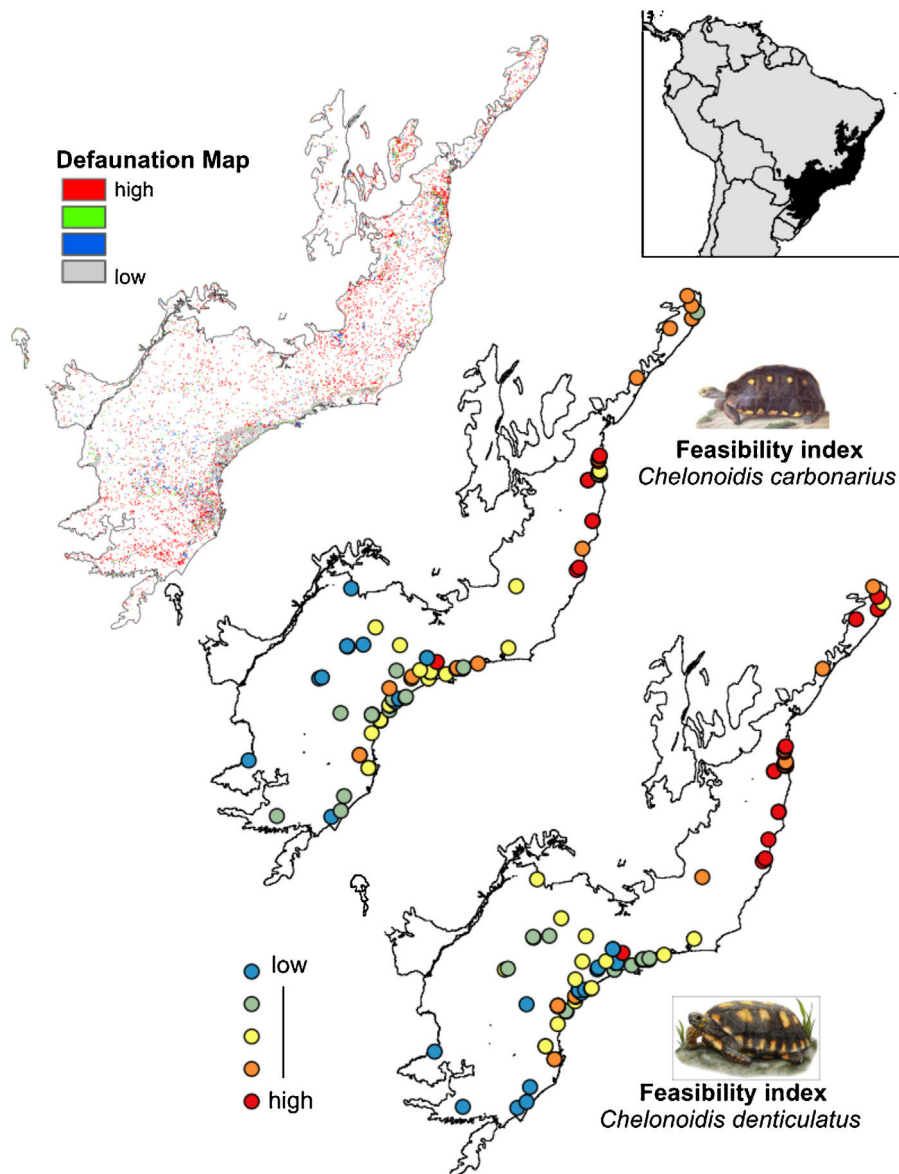 Defaunation Map
high
low
Feasibility index
Chelonoidis carbonarius
low
high
Feasibility index
Chelonoidis denticulatus